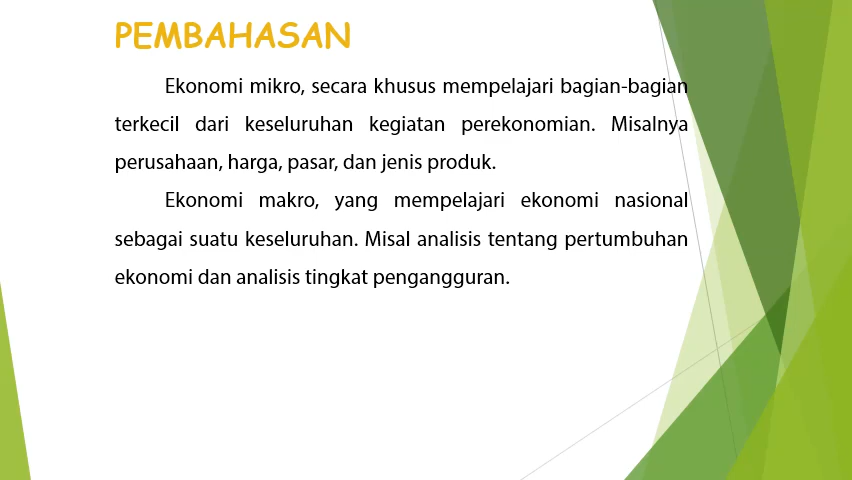 PEMBAHASAN
Ekonomi mikro, secara khusus mempelajari bagian-bagian
terkecil dari keseluruhan kegiatan perekonomian. Misalnya
perusahaan, harga, pasar, dan jenis produk.
Ekonomi makro, yang mempelajari ekonomi nasional
sebagai suatu keseluruhan. Misal analisis tentang pertumbuhan
ekonomi dan analisis tingkat pengangguran.